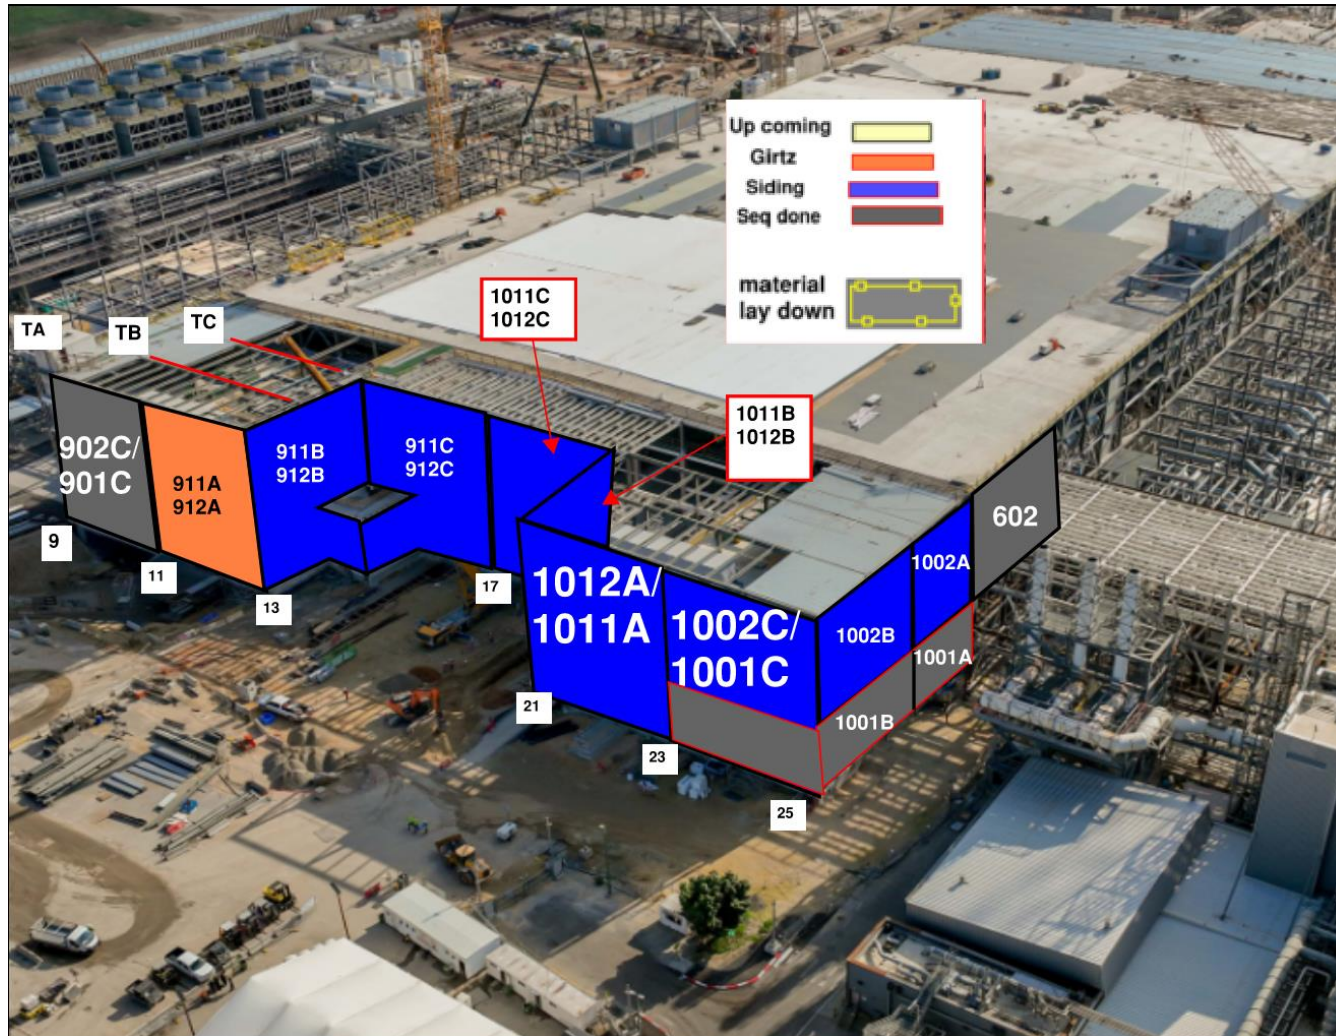 Up coming
Girtz
Siding
Seq done
material
lay down
1011C
1012C
TA
TB
TC
1011B
1012B
902C/
901C
911A
912A
911B
912B
911C
912C
602
1002A
1012A/
1011A
1002C/
1001C
1002B
1001A
1001B
9
11
13
17
21
23
25